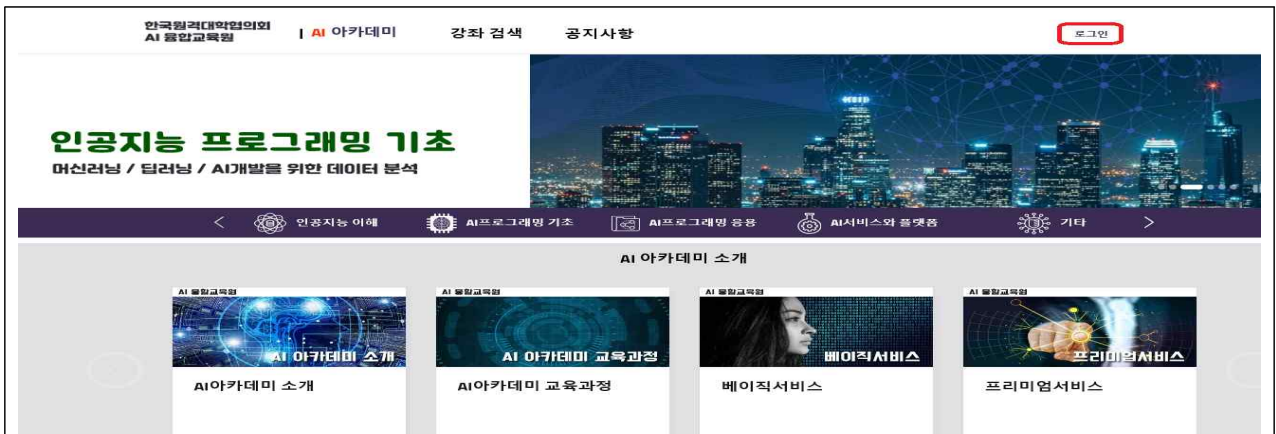 한국원격대학협의회
AI 융합교육원
| AI 아카데미
강좌 검색
공지사항
로그인
인공지능 프로그래밍 기초
머신러닝 / 딥러닝 / AI개발을 위한 데이터 분석
< 인공지능 이해 AI프로그래밍 기초 AI프로그래밍 응용 AI서비스와 플랫폼 기타 >
AI 아카데미 소개
AI 융합교육원
AI 융합교육원
AI 융합교육원
AI 융합교육원
AI 아카데미 소개
AI 아카데미 교육과정
베이직서비스
프리미엄서비스
AI아카데미 소개
AI아카데미 교육과정
베이직서비스
프리미엄서비스